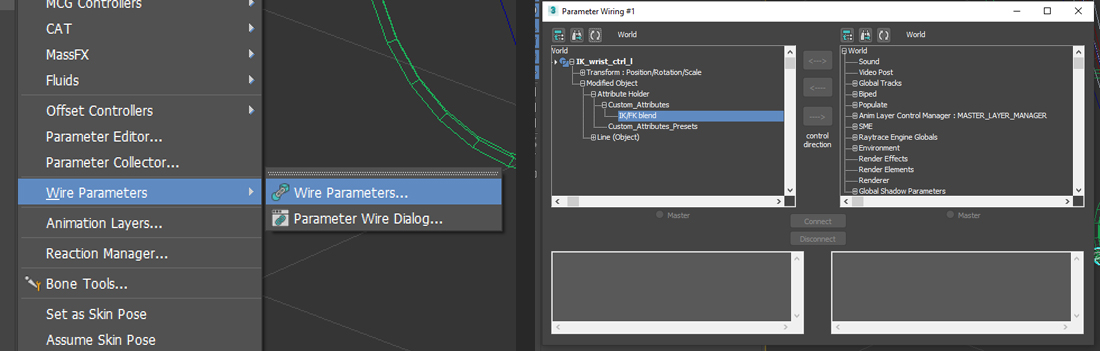 MCG Controllers
CAT
MassFX
Fluids
Offset Controllers
Parameter Editor...
Parameter Collector...
Wire Parameters
Animation Layers...
Reaction Manager...
Bone Tools...
Set as Skin Pose
Assume Skin Pose
Wire Parameters...
Parameter Wire Dialog...
3
Parameter Wiring #1
World
World
IK_wrist_ctrl_l
Transform : Position/Rotation/Scale
Modified Object
Attribute Holder
Custom_Attributes
IK/FK blend
Custom_Attributes_Presets
Line (Object)
Master
<--->
<---
--->
control
direction
Connect
Disconnect
World
World
Sound
Video Post
Global Tracks
Biped
Populate
Anim Layer Control Manager : MASTER_LAYER_MANAGER
SME
Raytrace Engine Globals
Environment
Render Effects
Render Elements
Renderer
Global Shadow Parameters
Master